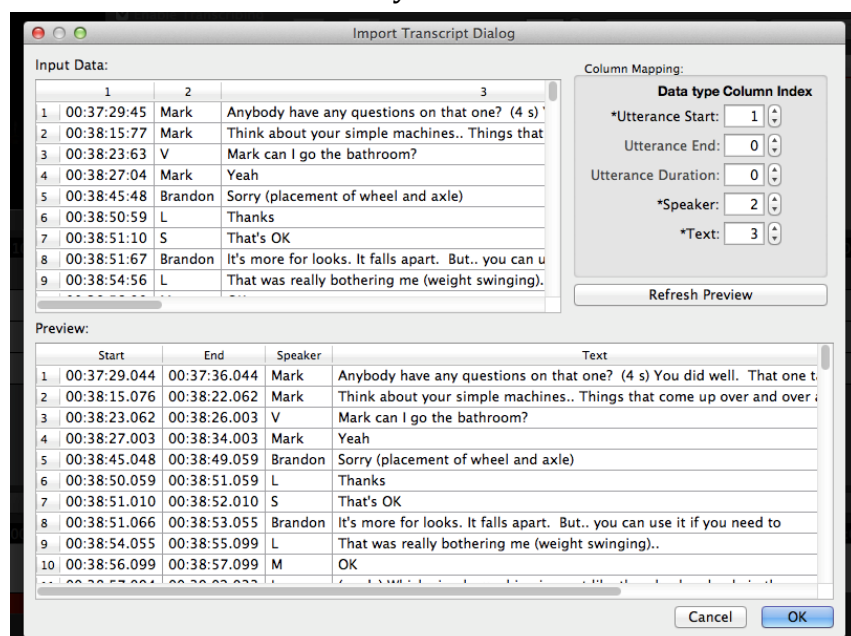 Import Transcript Dialog
Input Data:
1 2 3
1 00:37:29:45 Mark Anybody have any questions on that one? (4 s)
2 00:38:15:77 Mark Think about your simple machines.. Things that
3 00:38:23:63 V Mark can I go the bathroom?
4 00:38:27:04 Mark Yeah
5 00:38:45:48 Brandon Sorry (placement of wheel and axle)
6 00:38:50:59 L Thanks
7 00:38:51:10 S That's OK
8 00:38:51:67 Brandon It's more for looks. It falls apart. But.. you can u
9 00:38:54:56 L That was really bothering me (weight swinging).
Column Mapping:
Data type Column Index
*Utterance Start: 1
Utterance End: 0
Utterance Duration: 0
*Speaker: 2
*Text: 3
Refresh Preview
Preview:
Start End Speaker Text
1 00:37:29.044 00:37:36.044 Mark Anybody have any questions on that one? (4 s) You did well. That one t
2 00:38:15.076 00:38:22.062 Mark Think about your simple machines.. Things that come up over and over
3 00:38:23.062 00:38:26.003 V Mark can I go the bathroom?
4 00:38:27.003 00:38:34.003 Mark Yeah
5 00:38:45.048 00:38:49.059 Brandon Sorry (placement of wheel and axle)
6 00:38:50.059 00:38:51.059 L Thanks
7 00:38:51.010 00:38:52.010 S That's OK
8 00:38:51.066 00:38:53.055 Brandon It's more for looks. It falls apart. But.. you can use it if you need to
9 00:38:54.055 00:38:55.099 L That was really bothering me (weight swinging)..
10 00:38:56.099 00:38:57.099 M OK
Cancel OK